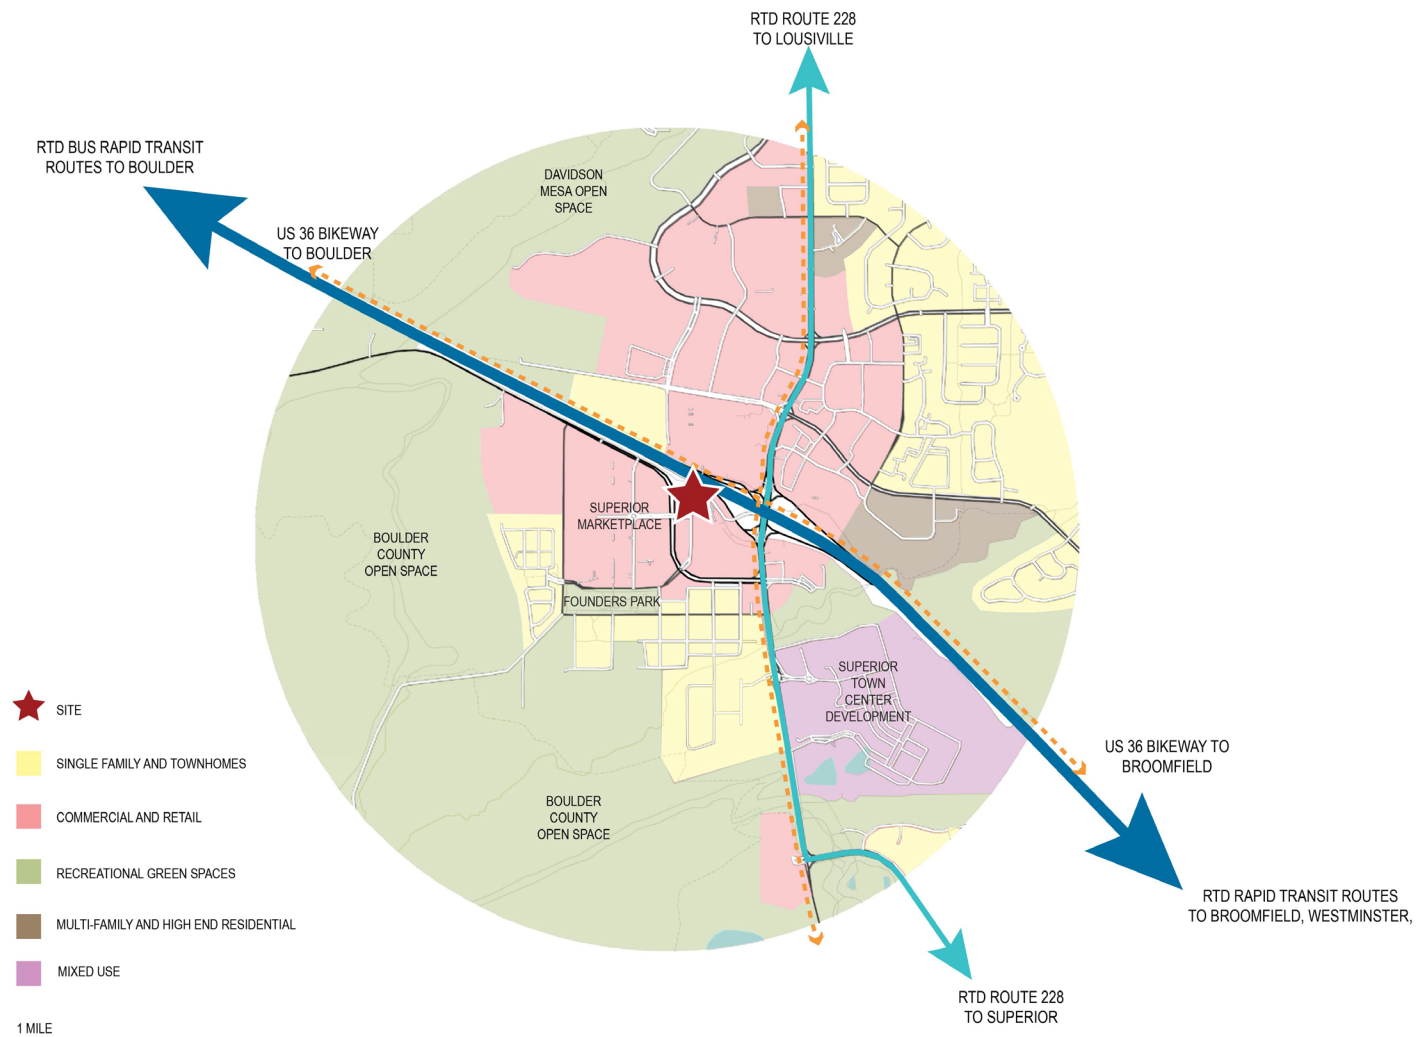 RTD ROUTE 228
TO LOUSIVILLE
RTD BUS RAPID TRANSIT
ROUTES TO BOULDER
DAVIDSON
MESA OPEN
SPACE
US 36 BIKEWAY
TO BOULDER
SUPERIOR
MARKETPLACE
BOULDER
COUNTY
OPEN SPACE
FOUNDERS PARK
SUPERIOR
TOWN
CENTER
DEVELOPMENT
US 36 BIKEWAY TO
BROOMFIELD
BOULDER
COUNTY
OPEN SPACE
RTD RAPID TRANSIT ROUTES
TO BROOMFIELD, WESTMINSTER,
RTD ROUTE 228
TO SUPERIOR
SITE
SINGLE FAMILY AND TOWNHOMES
COMMERCIAL AND RETAIL
RECREATIONAL GREEN SPACES
MULTI-FAMILY AND HIGH END RESIDENTIAL
MIXED USE
1 MILE